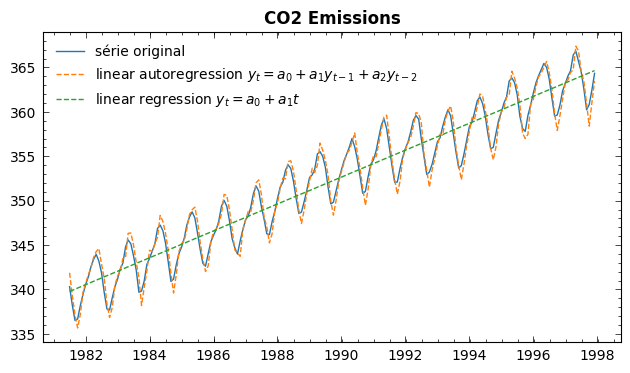 CO2 Emissions
série original
linear autoregression $y_t = a_0 + a_1 y_{t-1} + a_2 y_{t-2}$
linear regression $y_t = a_0 + a_1 t$
365
360
355
350
345
340
335
1982 1984 1986 1988 1990 1992 1994 1996 1998